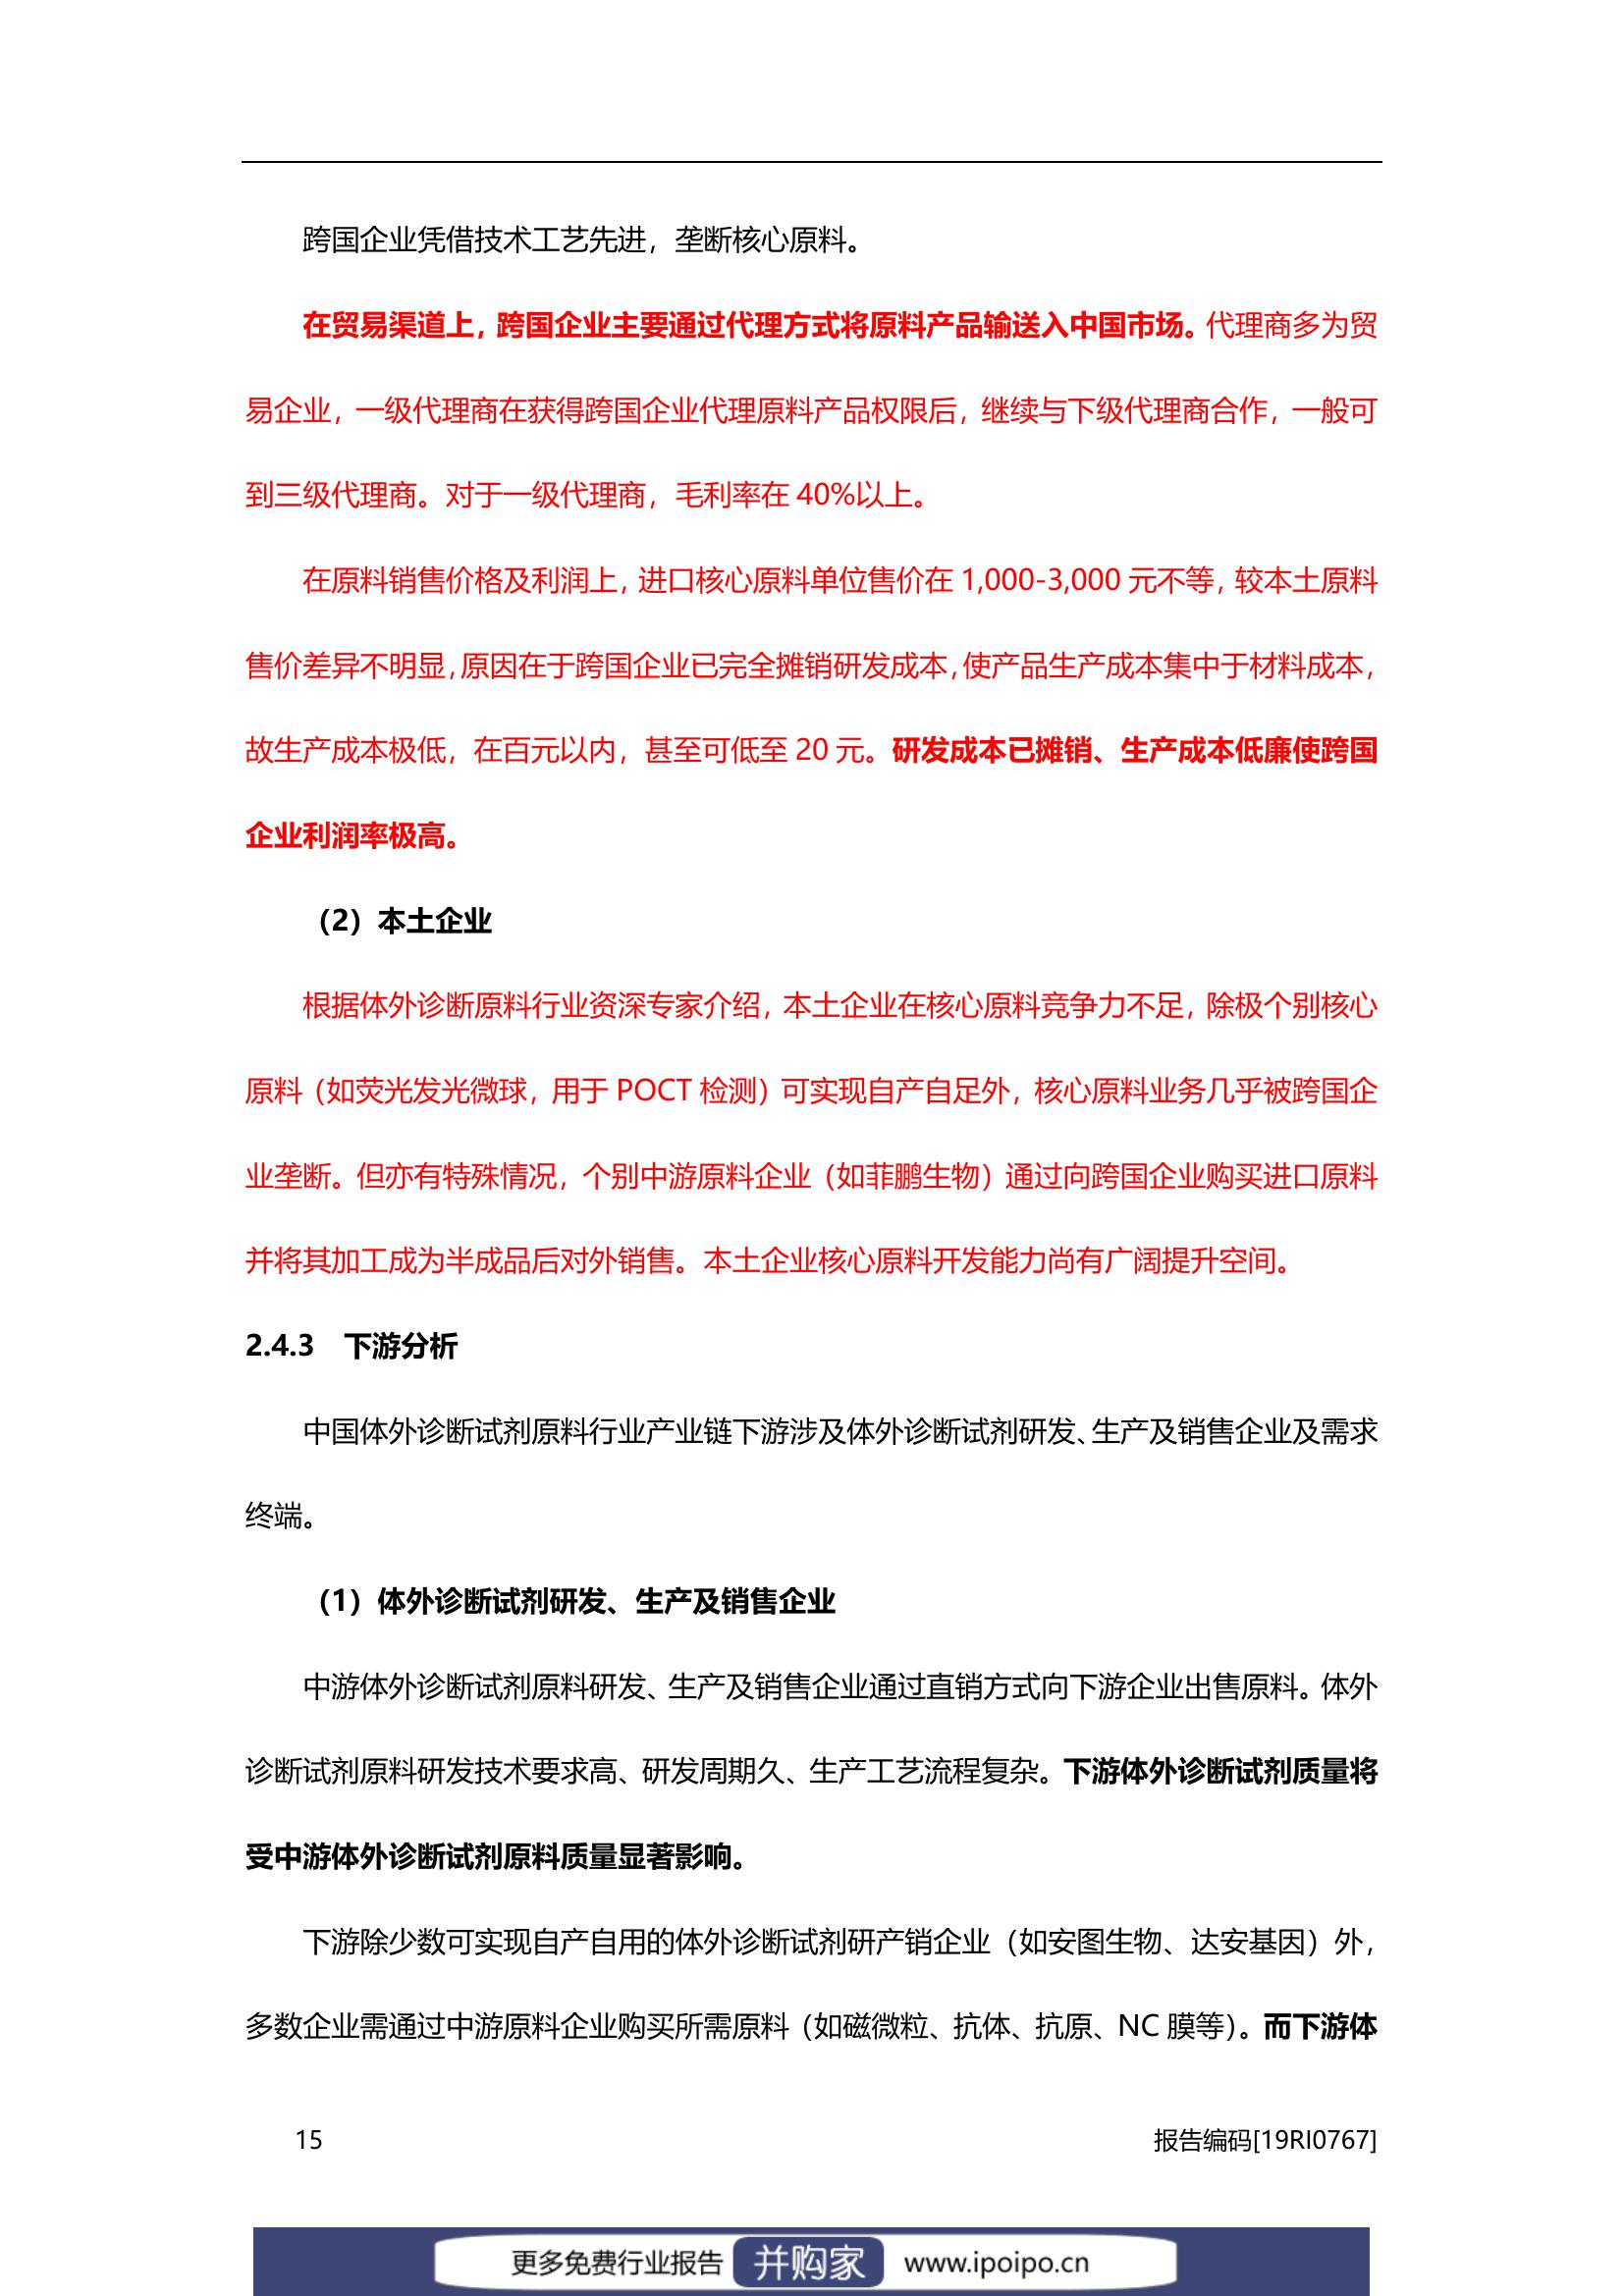 跨国企业凭借技术工艺先进，垄断核心原料。
在贸易渠道上，跨国企业主要通过代理方式将原料产品输送入中国市场。代理商多为贸
易企业，一级代理商在获得跨国企业代理原料产品权限后，继续与下级代理商合作，一般可
到三级代理商。对于一级代理商，毛利率在 40%以上。
在原料销售价格及利润上，进口核心原料单位售价在 1,000-3,000 元不等，较本土原料
售价差异不明显，原因在于跨国企业已完全摊销研发成本，使产品生产成本集中于材料成本，
故生产成本极低，在百元以内，甚至可低至 20 元。研发成本已摊销、生产成本低廉使跨国
企业利润率极高。
（2）本土企业
根据体外诊断原料行业资深专家介绍，本土企业在核心原料竞争力不足，除极个别核心
原料（如荧光发光微球，用于 POCT 检测）可实现自产自足外，核心原料业务几乎被跨国企
业垄断。但亦有特殊情况，个别中游原料企业（如菲鹏生物）通过向跨国企业购买进口原料
并将其加工成为半成品后对外销售。本土企业核心原料开发能力尚有广阔提升空间。
2.4.3 下游分析
中国体外诊断试剂原料行业产业链下游涉及体外诊断试剂研发、生产及销售企业及需求
终端。
（1）体外诊断试剂研发、生产及销售企业
中游体外诊断试剂原料研发、生产及销售企业通过直销方式向下游企业出售原料。体外
诊断试剂原料研发技术要求高、研发周期久、生产工艺流程复杂。下游体外诊断试剂质量将
受中游体外诊断试剂原料质量显著影响。
下游除少数可实现自产自用的体外诊断试剂研产销企业（如安图生物、达安基因）外，
多数企业需通过中游原料企业购买所需原料（如磁微粒、抗体、抗原、NC 膜等）。而下游体
15 报告编码[19RI0767]
更多免费行业报告 并购家 www.ipoipo.cn